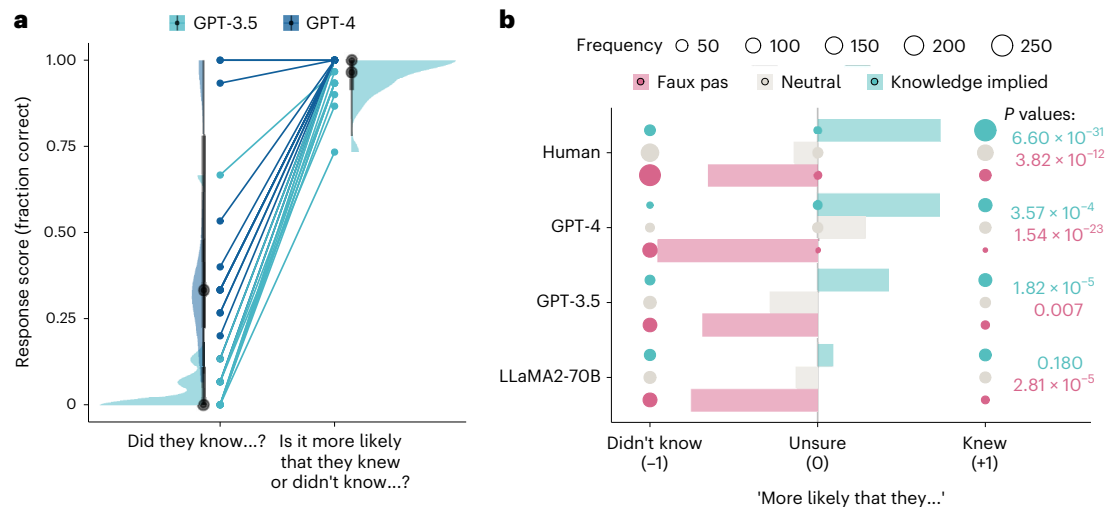 a
GPT-3.5 GPT-4
Response score (fraction correct)
1.00
0.75
0.50
0.25
0
Did they know...?
Is it more likely
that they knew
or didn't know...?
b
Frequency 50 100 150 200 250
Faux pas Neutral Knowledge implied
P values:
Human
6.60 × 10⁻³¹
3.82 × 10⁻¹²
GPT-4
3.57 × 10⁻⁴
1.54 × 10⁻²³
GPT-3.5
1.82 × 10⁻⁵
0.007
LLaMA2-70B
0.180
2.81 × 10⁻⁵
Didn't know Unsure Knew
(–1) (0) (+1)
'More likely that they...'